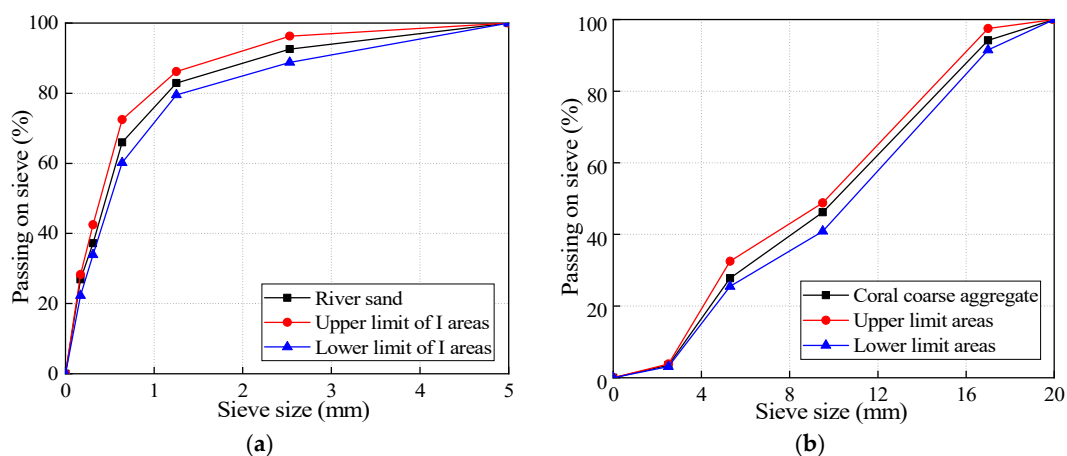 Passing on sieve (%)
100
80
60
40
20
0
River sand
Upper limit of I areas
Lower limit of I areas
0 1 2 3 4 5
Sieve size (mm)
(a)
Passing on sieve (%)
100
80
60
40
20
0
Coral coarse aggregate
Upper limit areas
Lower limit areas
0 4 8 12 16 20
Sieve size (mm)
(b)